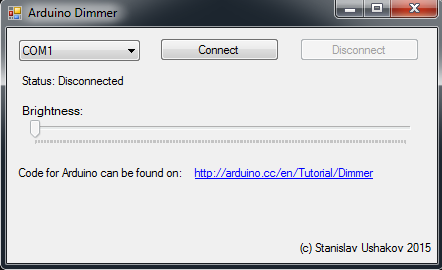 Arduino Dimmer
COM1 Connect Disconnect
Status: Disconnected
Brightness:
Code for Arduino can be found on: http://arduino.cc/en/Tutorial/Dimmer
(c) Stanislav Ushakov 2015